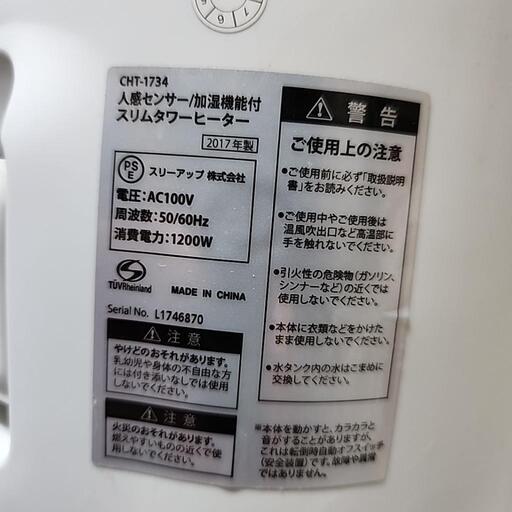 CHT-1734
人感センサー/加湿機能付
スリムタワーヒーター
2017年製
PSE
スリーアップ 株式会社
電圧:AC100V
周波数:50/60Hz
消費電力:1200W
TÜVRheinland
MADE IN CHINA
Serial No. L1746870
注意
やけどのおそれがあります。
乳幼児や身体の不自由な方
には付き添いなしでは使用
しないでください。
注意
火災のおそれがあります。
燃えやすいものの近くで使
用しないでください。
警告
ご使用上の注意
●ご使用前に必ず「取扱説明
書」をお読みください。
●ご使用中やご使用後は
温風吹出口など高温部に
手を触れないでください。
●引火性の危険物(ガソリン、
シンナーなど)の近くでは
使用しないでください。
●本体に衣類などをかけた
まま使用しないでください。
●水タンク内の水はこまめに
交換してください。
※本体を動かすと、カラカラと
音がすることがありますが、
これは転倒時自動オフスイッチ
(安全装置)です。故障や異常
ではありません。